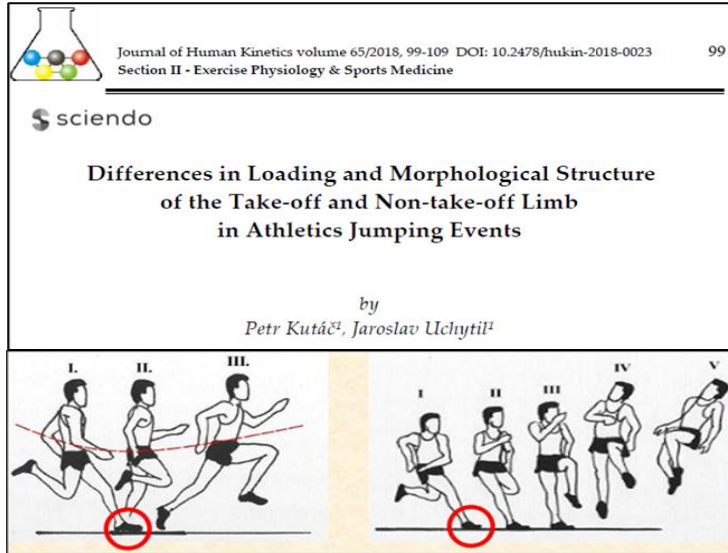 Journal of Human Kinetics volume 65/2018, 99-109 DOI: 10.2478/hukin-2018-0023 99
Section II - Exercise Physiology & Sports Medicine
sciendo
Differences in Loading and Morphological Structure
of the Take-off and Non-take-off Limb
in Athletics Jumping Events
by
Petr Kutáč¹, Jaroslav Uchytil¹
I. II. III.
I II III IV V